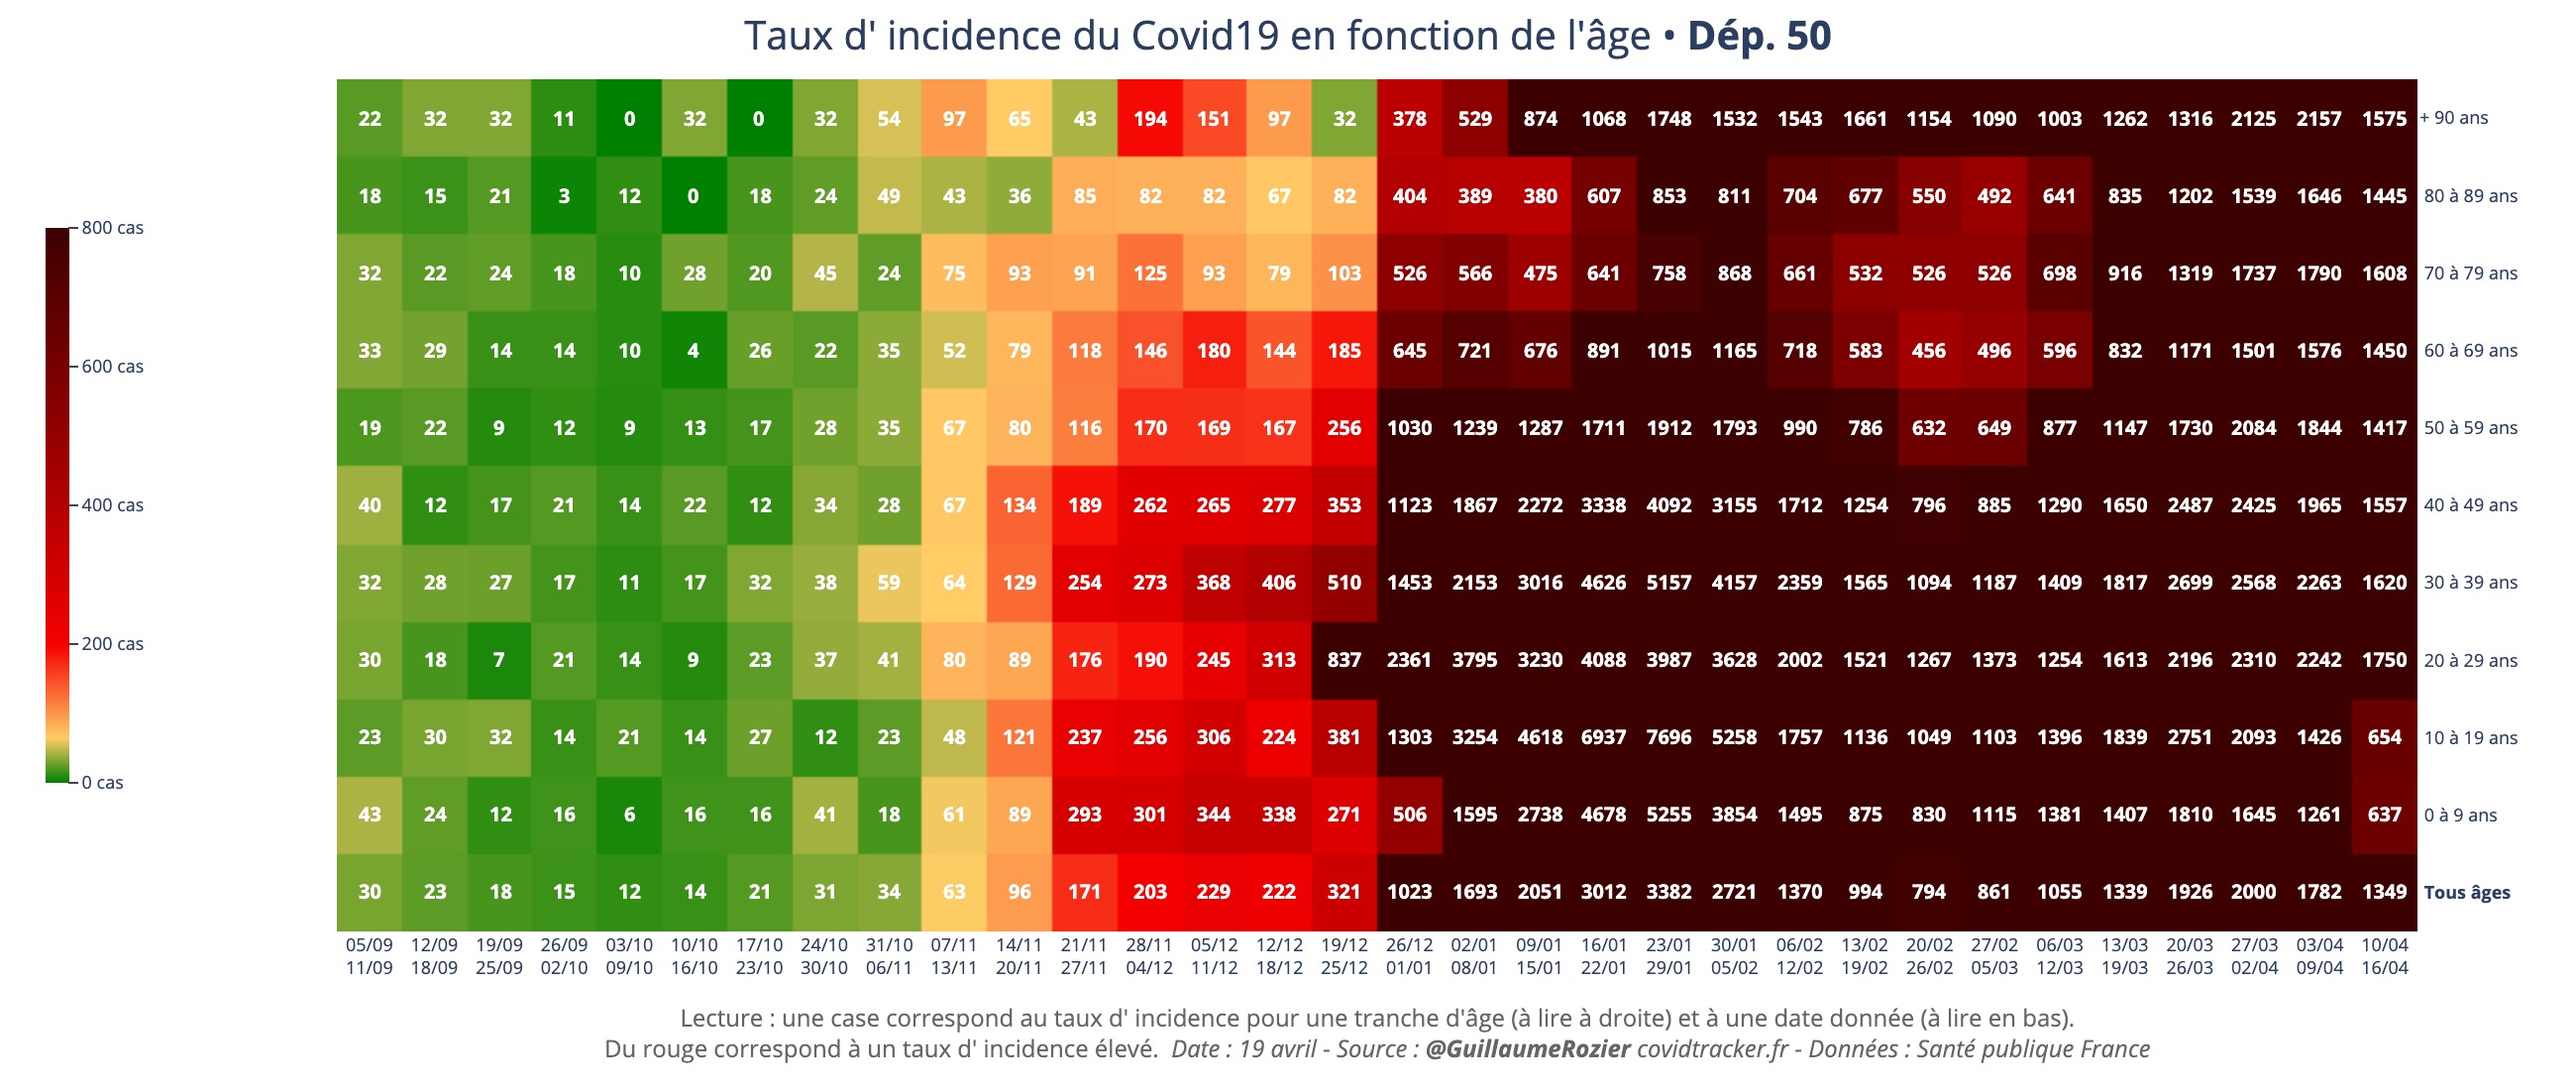 Taux d' incidence du Covid19 en fonction de l'âge • Dép. 50
22 32 32 11 0 32 0 32 54 97 65 43 194 151 97 32 378 529 874 1068 1748 1532 1543 1661 1154 1090 1003 1262 1316 2125 2157 1575 + 90 ans
18 15 21 3 12 0 18 24 49 43 36 85 82 82 67 82 404 389 380 607 853 811 704 677 550 492 641 835 1202 1539 1646 1445 80 à 89 ans
800 cas
32 22 24 18 10 28 20 45 24 75 93 91 125 93 79 103 526 566 475 641 758 868 661 532 526 526 698 916 1319 1737 1790 1608 70 à 79 ans
33 29 14 14 10 4 26 22 35 52 79 118 146 180 144 185 645 721 676 891 1015 1165 718 583 456 496 596 832 1171 1501 1576 1450 60 à 69 ans
600 cas
19 22 9 12 9 13 17 28 35 67 80 116 170 169 167 256 1030 1239 1287 1711 1912 1793 990 786 632 649 877 1147 1730 2084 1844 1417 50 à 59 ans
400 cas
40 12 17 21 14 22 12 34 28 67 134 189 262 265 277 353 1123 1867 2272 3338 4092 3155 1712 1254 796 885 1290 1650 2487 2425 1965 1557 40 à 49 ans
32 28 27 17 11 17 32 38 59 64 129 254 273 368 406 510 1453 2153 3016 4626 5157 4157 2359 1565 1094 1187 1409 1817 2699 2568 2263 1620 30 à 39 ans
200 cas
30 18 7 21 14 9 23 37 41 80 89 176 190 245 313 837 2361 3795 3230 4088 3987 3628 2002 1521 1267 1373 1254 1613 2196 2310 2242 1750 20 à 29 ans
23 30 32 14 21 14 27 12 23 48 121 237 256 306 224 381 1303 3254 4618 6937 7696 5258 1757 1136 1049 1103 1396 1839 2751 2093 1426 654 10 à 19 ans
0 cas
43 24 12 16 6 16 16 41 18 61 89 293 301 344 338 271 506 1595 2738 4678 5255 3854 1495 875 830 1115 1381 1407 1810 1645 1261 637 0 à 9 ans
30 23 18 15 12 14 21 31 34 63 96 171 203 229 222 321 1023 1693 2051 3012 3382 2721 1370 994 794 861 1055 1339 1926 2000 1782 1349 Tous âges
05/09 12/09 19/09 26/09 03/10 10/10 17/10 24/10 31/10 07/11 14/11 21/11 28/11 05/12 12/12 19/12 26/12 02/01 09/01 16/01 23/01 30/01 06/02 13/02 20/02 27/02 06/03 13/03 20/03 27/03 03/04 10/04
11/09 18/09 25/09 02/10 09/10 16/10 23/10 30/10 06/11 13/11 20/11 27/11 04/12 11/12 18/12 25/12 01/01 08/01 15/01 22/01 29/01 05/02 12/02 19/02 26/02 05/03 12/03 19/03 26/03 02/04 09/04 16/04
Lecture : une case correspond au taux d' incidence pour une tranche d'âge (à lire à droite) et à une date donnée (à lire en bas).
Du rouge correspond à un taux d' incidence élevé. Date : 19 avril - Source : @GuillaumeRozier covidtracker.fr - Données : Santé publique France